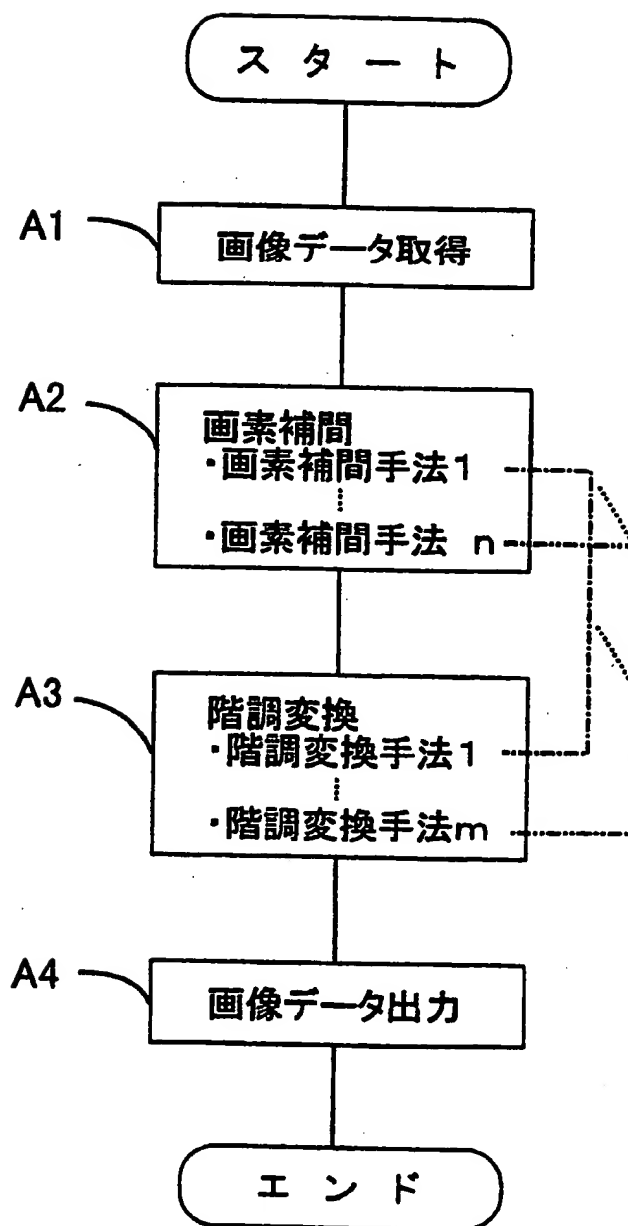 スタート
A1
画像データ取得
A2
画素補間
・画素補間手法1
・画素補間手法 n
A3
階調変換
・階調変換手法1
・階調変換手法m
A4
画像データ出力
エンド